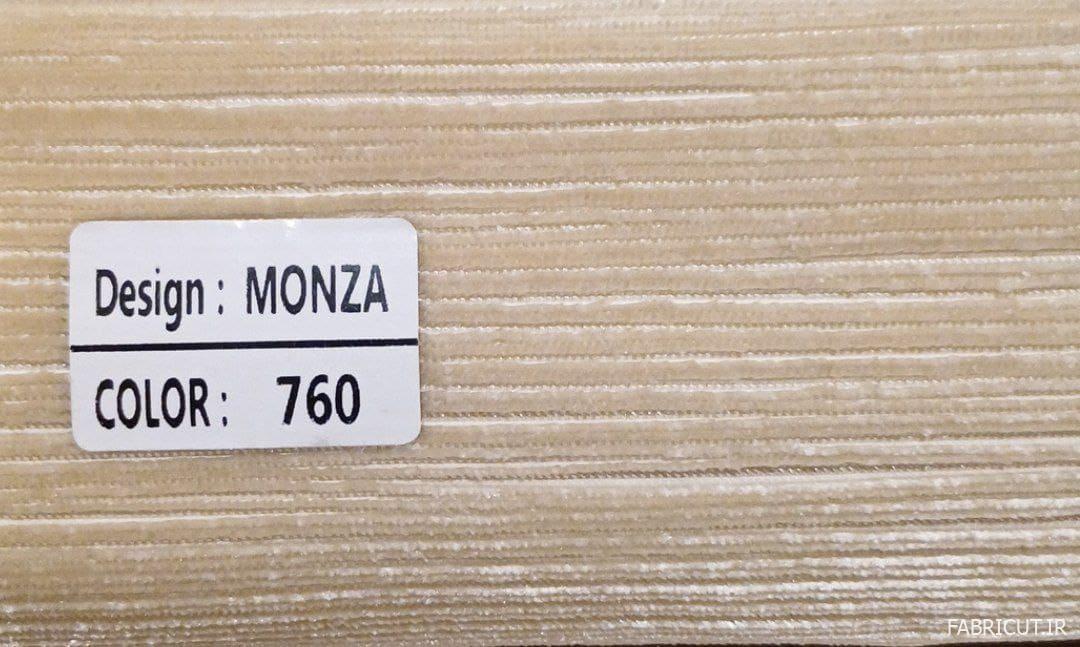 Design : MONZA
COLOR : 760
FABRICUT.IR